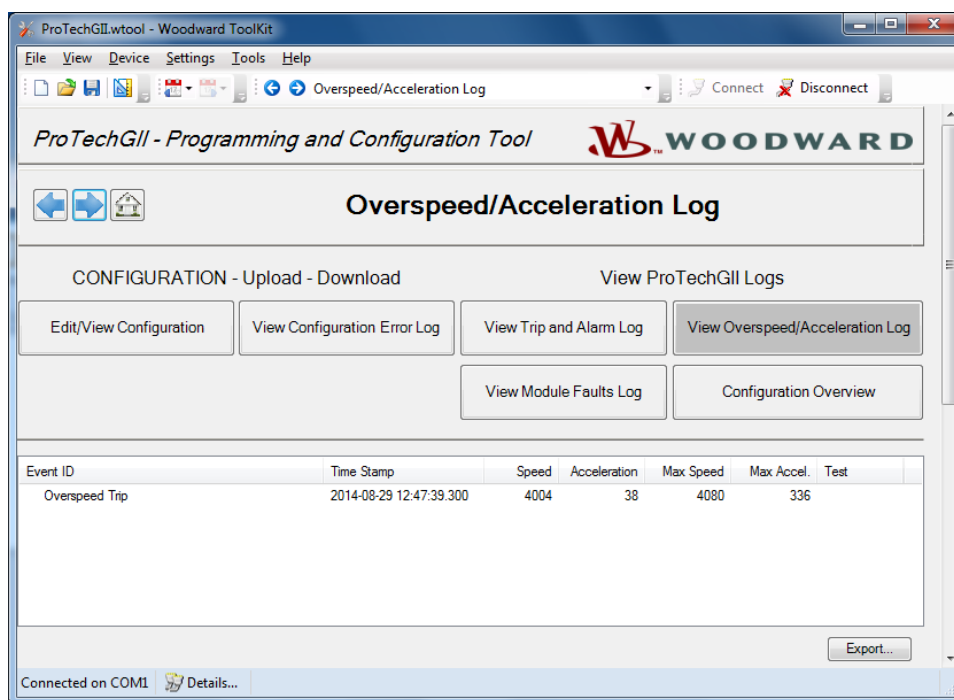 ProTechGII.wtool - Woodward ToolKit
File View Device Settings Tools Help
Overspeed/Acceleration Log Connect Disconnect
ProTechGII - Programming and Configuration Tool WOODWARD
Overspeed/Acceleration Log
CONFIGURATION - Upload - Download View ProTechGII Logs
Edit/View Configuration View Configuration Error Log View Trip and Alarm Log View Overspeed/Acceleration Log
View Module Faults Log Configuration Overview
Event ID Time Stamp Speed Acceleration Max Speed Max Accel. Test
Overspeed Trip 2014-08-29 12:47:39.300 4004 38 4080 336
Export...
Connected on COM1 Details...